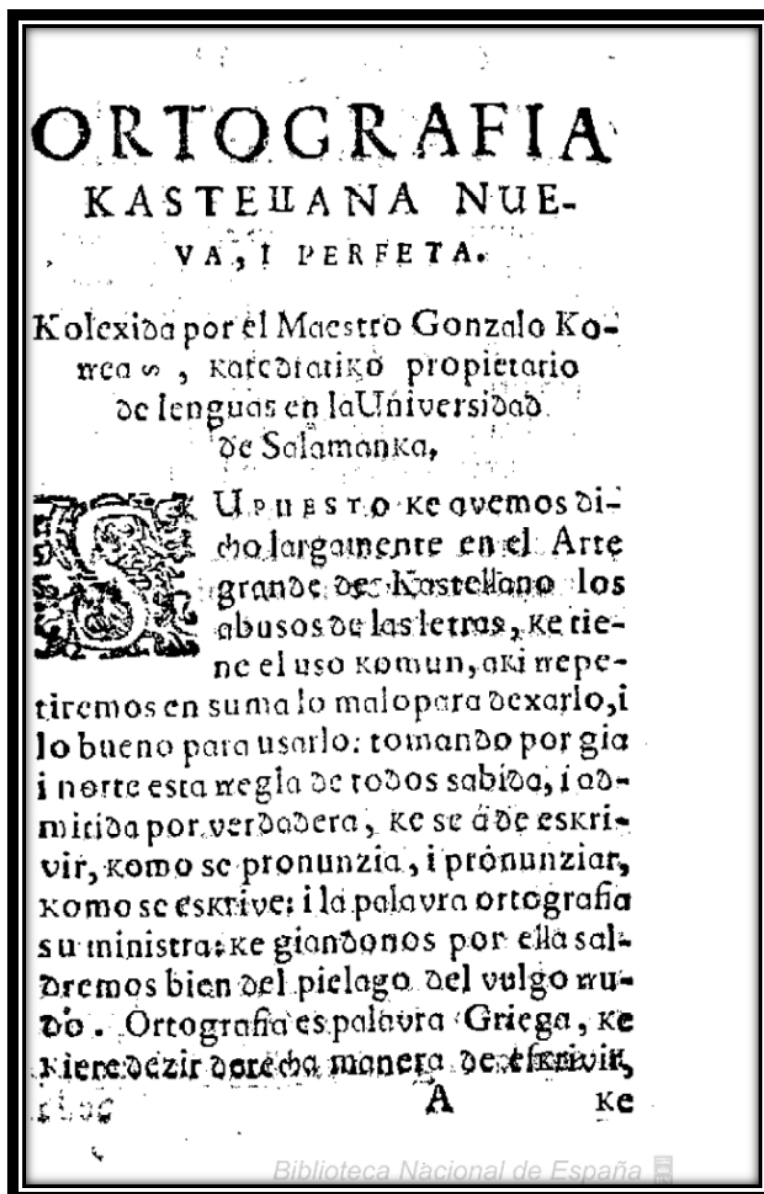 ORTOGRAFIA
KASTELLANA NUE-
VA, I PERFETA.
Kolexida por el Maestro Gonzalo Ko-
rreas, katedratiko propietario
de lenguas en la Universidad
de Salamanka,
SUPUESTO ke avemos di-
cho largamente en el Arte
grande de Kastellano los
abusos de las letras, ke tie-
ne el uso komun, aki rrepe-
tiremos en suma lo malo para dexarlo, i
lo bueno para usarlo: tomando por gia
i norte esta rregla de todos sabida, i ad-
mitida por verdadera, ke se á de eskri-
vir, komo se pronunzia, i pronunziar,
komo se eskrive: i la palavra ortografia
su ministra: ke giandonos por ella sal-
dremos bien del pielago del vulgo rru-
do. Ortografia es palavra Griega, ke
kiere dezir derecha manera de eskrivir,
A ke
Biblioteca Nacional de España